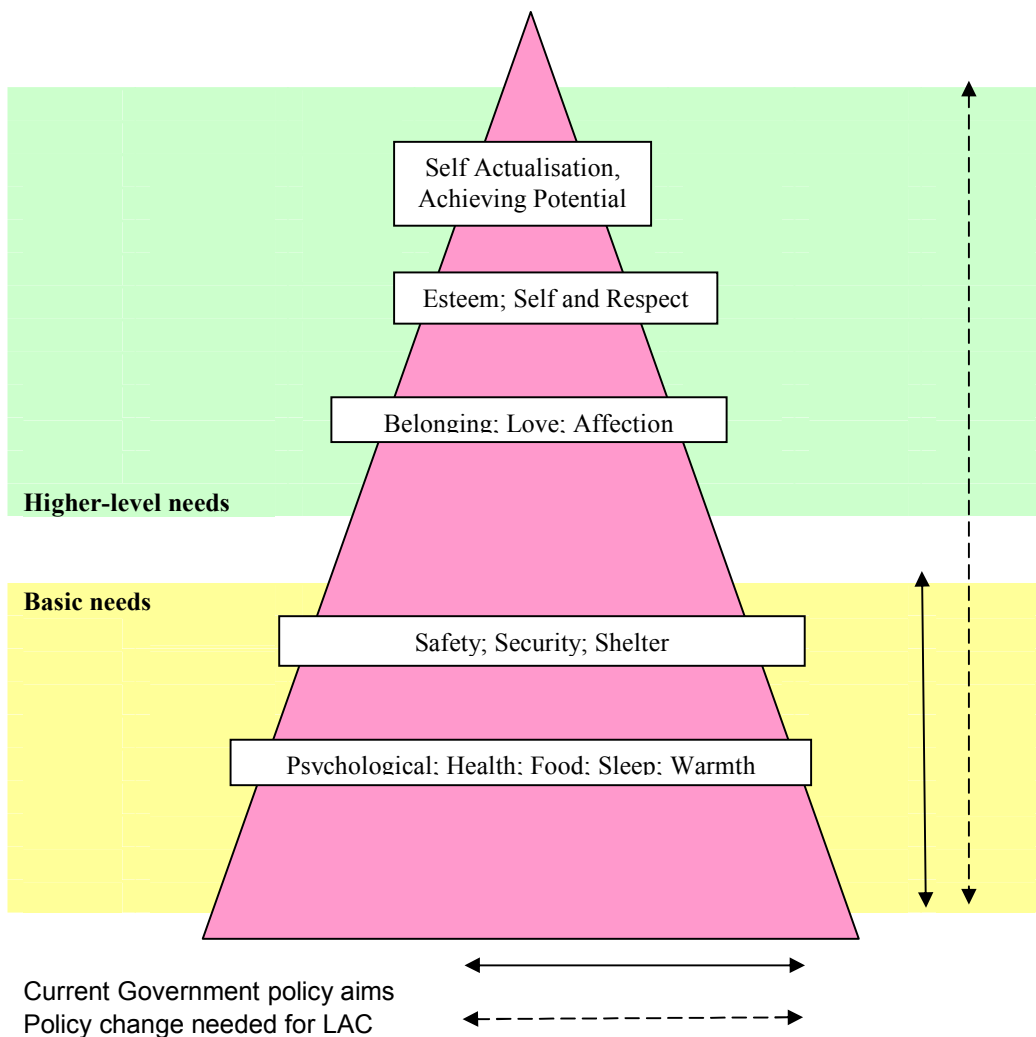 Self Actualisation,
Achieving Potential
Esteem; Self and Respect
Belonging; Love; Affection
Higher-level needs
Basic needs
Safety; Security; Shelter
Psychological; Health; Food; Sleep; Warmth
Current Government policy aims
Policy change needed for LAC